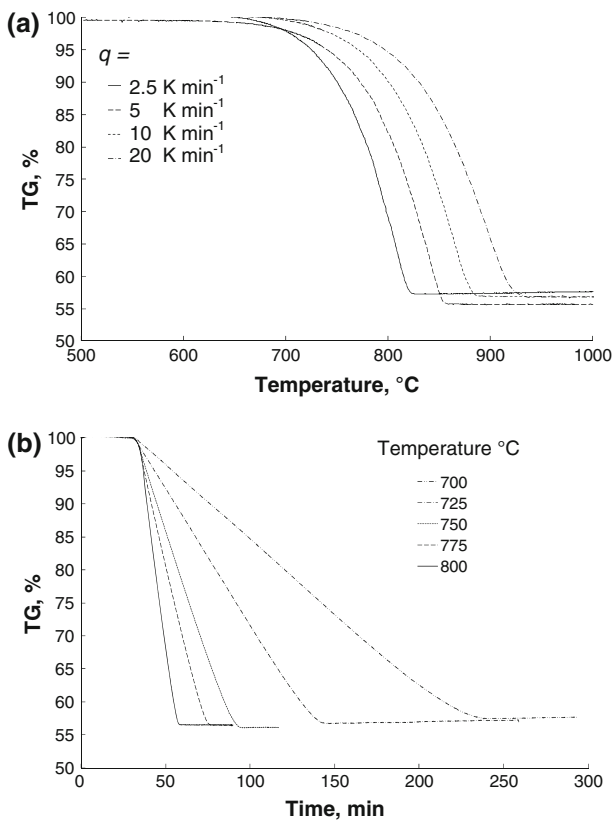 (a)
100
95
90
85
80
75
70
65
60
55
50
TG, %
q =
2.5 K min⁻¹
5 K min⁻¹
10 K min⁻¹
20 K min⁻¹
500 600 700 800 900 1000
Temperature, °C
(b)
100
95
90
85
80
75
70
65
60
55
50
TG, %
Temperature °C
700
725
750
775
800
0 50 100 150 200 250 300
Time, min